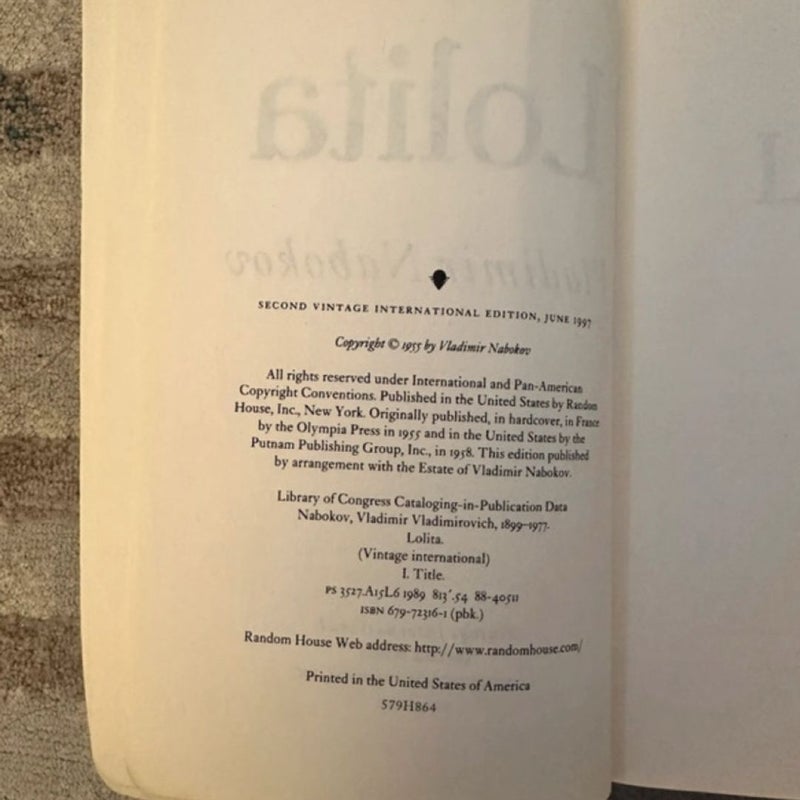 Lolita
Vladimir Nabokov
SECOND VINTAGE INTERNATIONAL EDITION, JUNE 1997
Copyright © 1955 by Vladimir Nabokov
All rights reserved under International and Pan-American
Copyright Conventions. Published in the United States by Random
House, Inc., New York. Originally published, in hardcover, in France
by the Olympia Press in 1955 and in the United States by the
Putnam Publishing Group, Inc., in 1958. This edition published
by arrangement with the Estate of Vladimir Nabokov.
Library of Congress Cataloging-in-Publication Data
Nabokov, Vladimir Vladimirovich, 1899–1977.
Lolita.
(Vintage international)
I. Title.
PS 3527.A15L6 1989 813'.54 88-40511
ISBN 679-72316-1 (pbk.)
Random House Web address: http://www.randomhouse.com/
Printed in the United States of America
579H864